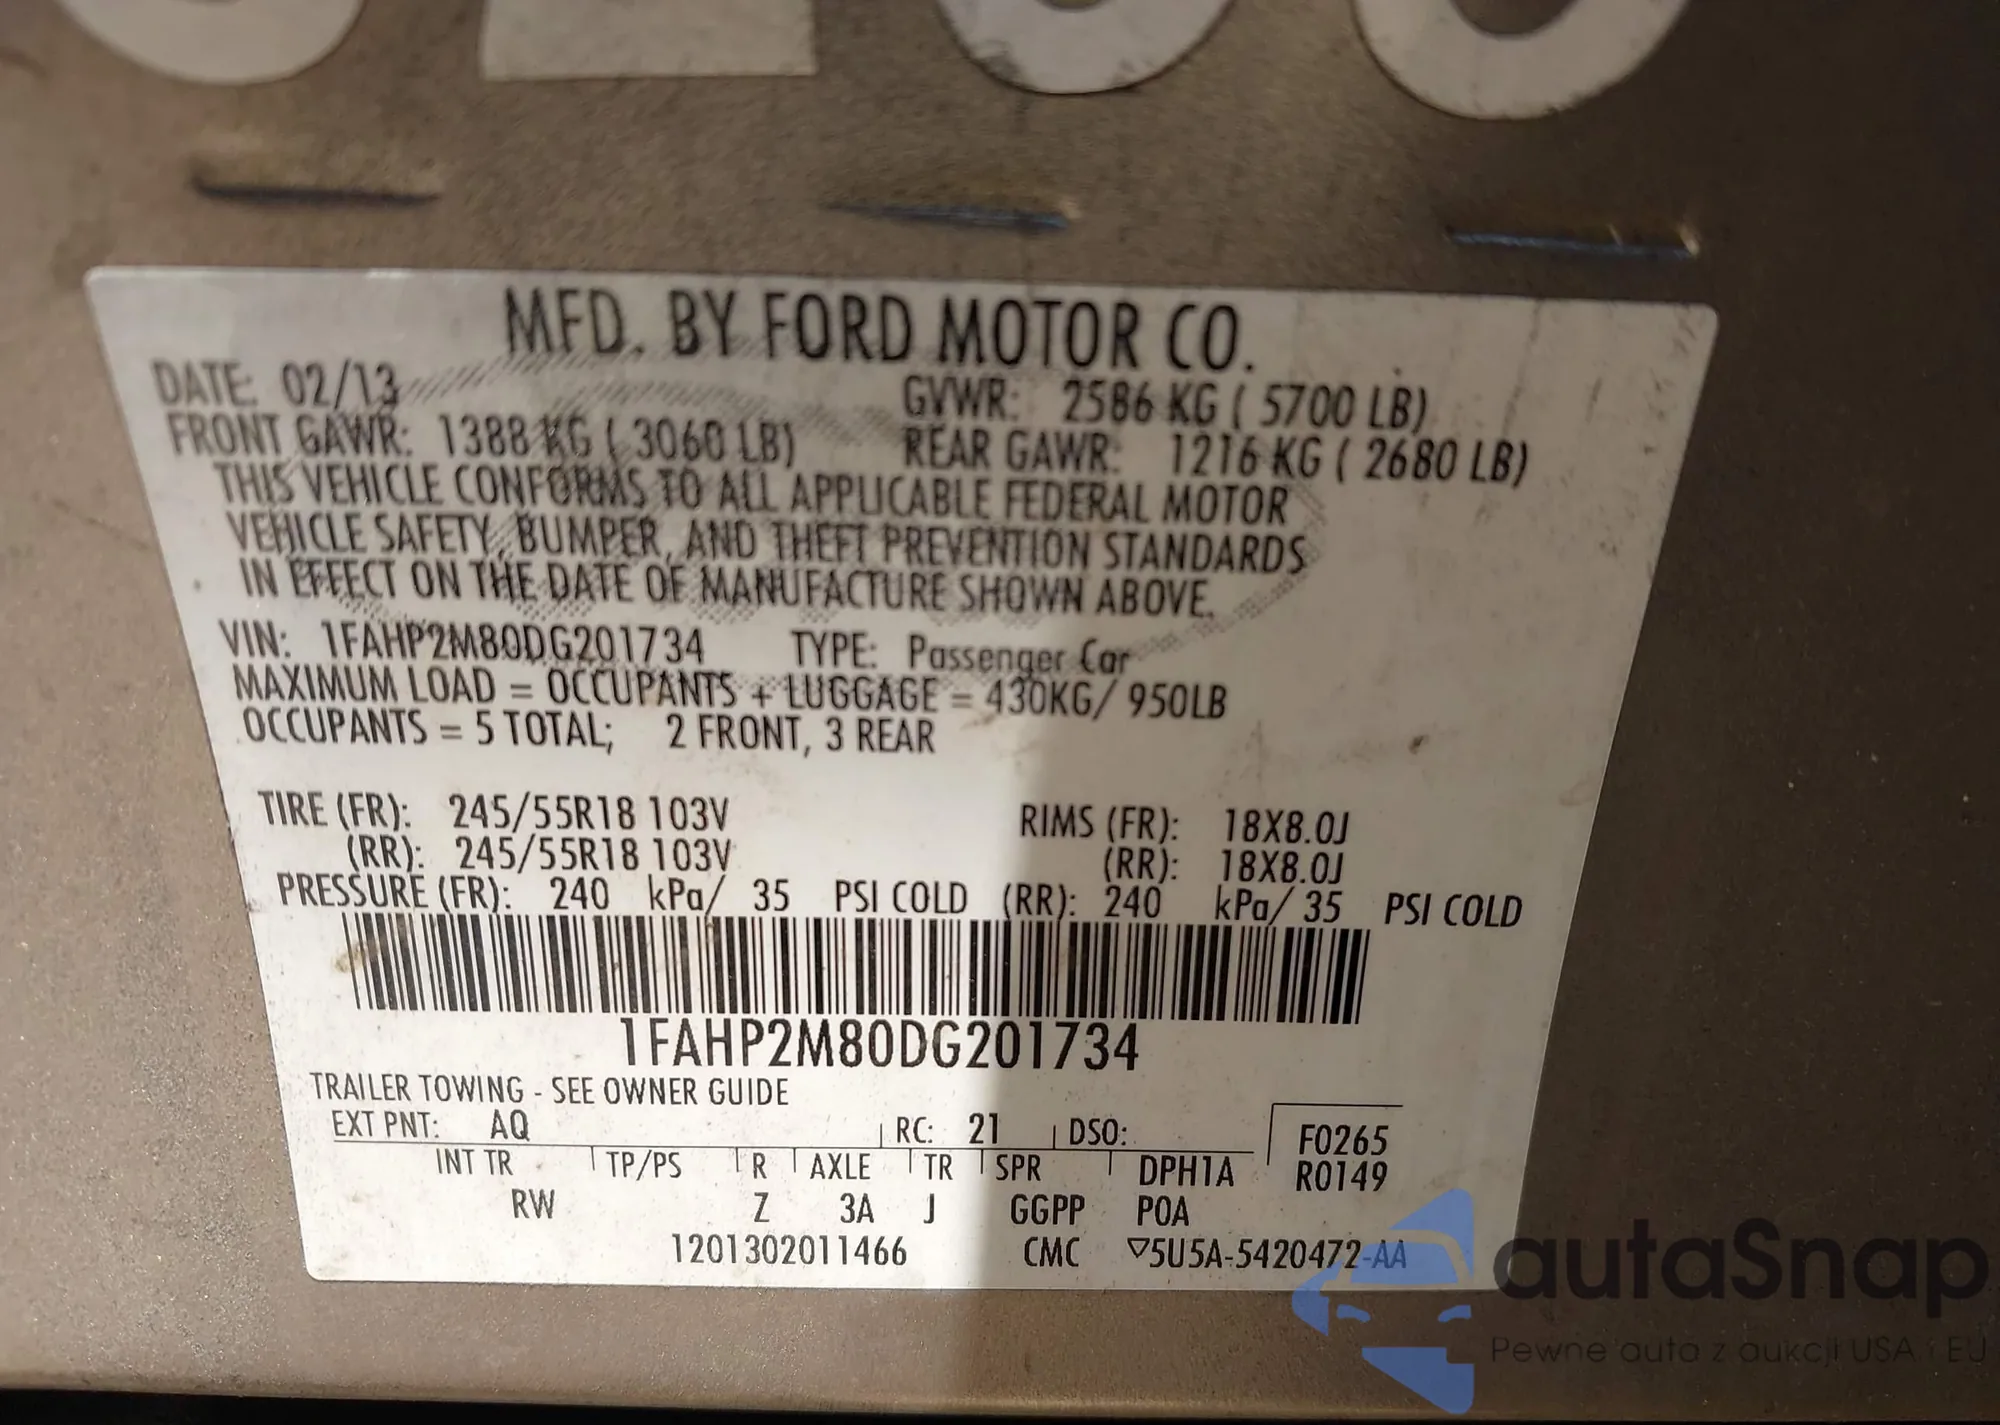 MFD. BY FORD MOTOR CO.
DATE: 02/13 GVWR: 2586 KG ( 5700 LB)
FRONT GAWR: 1388 KG ( 3060 LB) REAR GAWR: 1216 KG ( 2680 LB)
THIS VEHICLE CONFORMS TO ALL APPLICABLE FEDERAL MOTOR
VEHICLE SAFETY, BUMPER, AND THEFT PREVENTION STANDARDS
IN EFFECT ON THE DATE OF MANUFACTURE SHOWN ABOVE.
VIN: 1FAHP2M80DG201734 TYPE: Passenger Car
MAXIMUM LOAD = OCCUPANTS + LUGGAGE = 430KG/ 950LB
OCCUPANTS = 5 TOTAL; 2 FRONT, 3 REAR
TIRE (FR): 245/55R18 103V RIMS (FR): 18X8.0J
(RR): 245/55R18 103V (RR): 18X8.0J
PRESSURE (FR): 240 kPa/ 35 PSI COLD (RR): 240 kPa/ 35 PSI COLD
1FAHP2M80DG201734
TRAILER TOWING - SEE OWNER GUIDE
EXT PNT: AQ RC: 21 DSO: F0265
INT TR TP/PS R AXLE TR SPR DPH1A R0149
RW Z 3A J GGPP P0A
1201302011466 CMC ▽5U5A-5420472-AA
autaSnap
Pewne auta z aukcji USA i EU